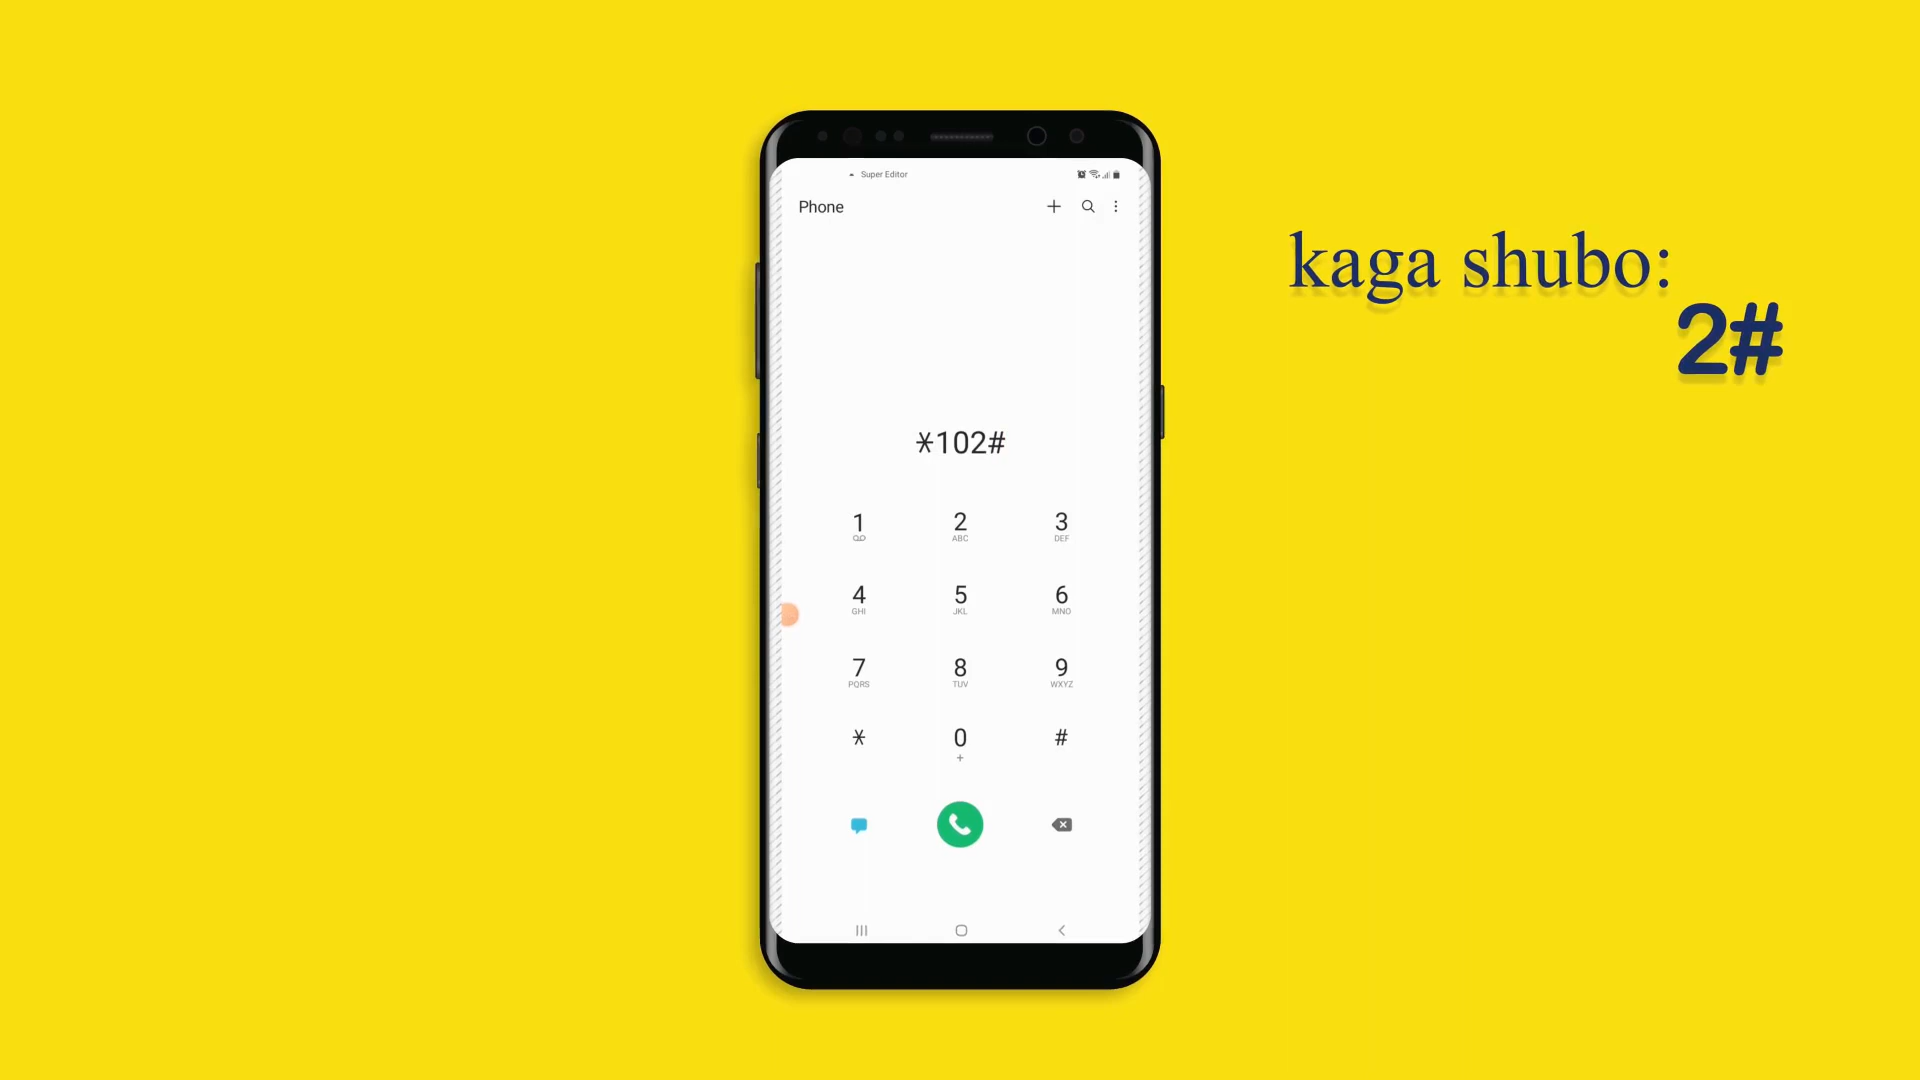 Super Editor
Phone
kaga shubo:
2#
*102#
1 2 3
ABC DEF
4 5 6
GHI JKL MNO
7 8 9
PQRS TUV WXYZ
* 0 #
+